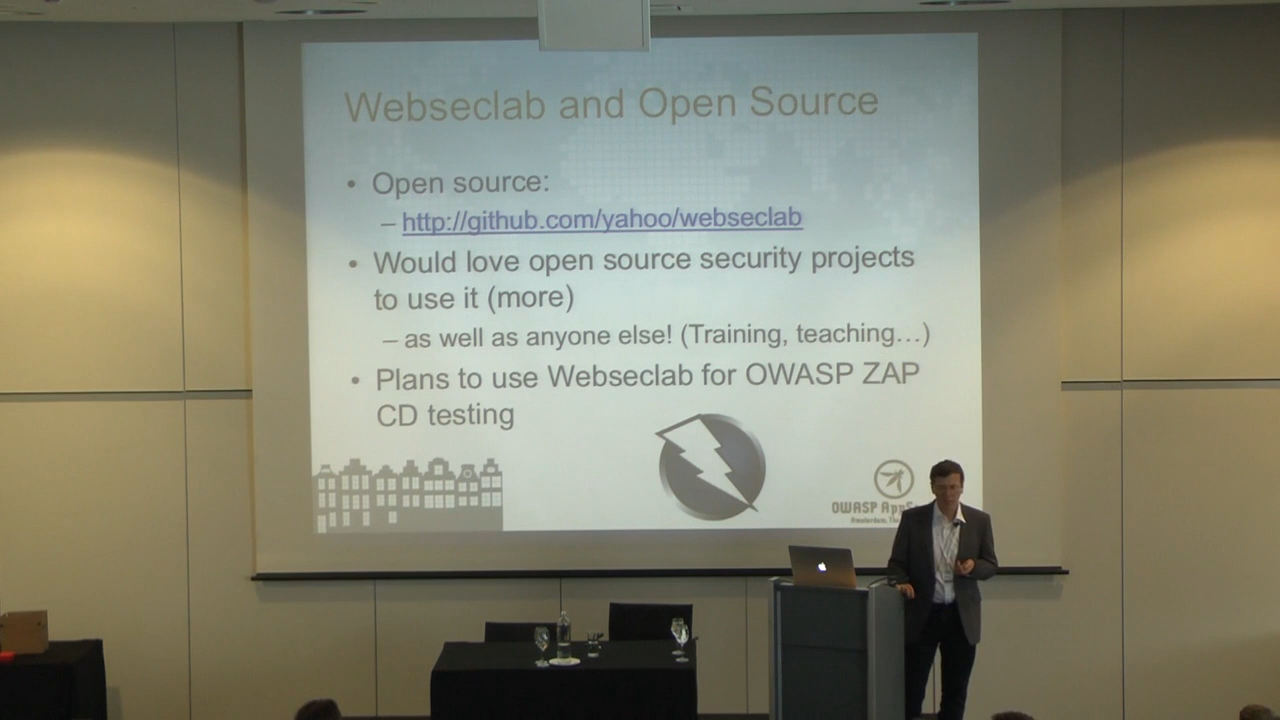 Webseclab and Open Source
• Open source:
– http://github.com/yahoo/webseclab
• Would love open source security projects
to use it (more)
– as well as anyone else! (Training, teaching…)
• Plans to use Webseclab for OWASP ZAP
CD testing
OWASP
Amsterdam,